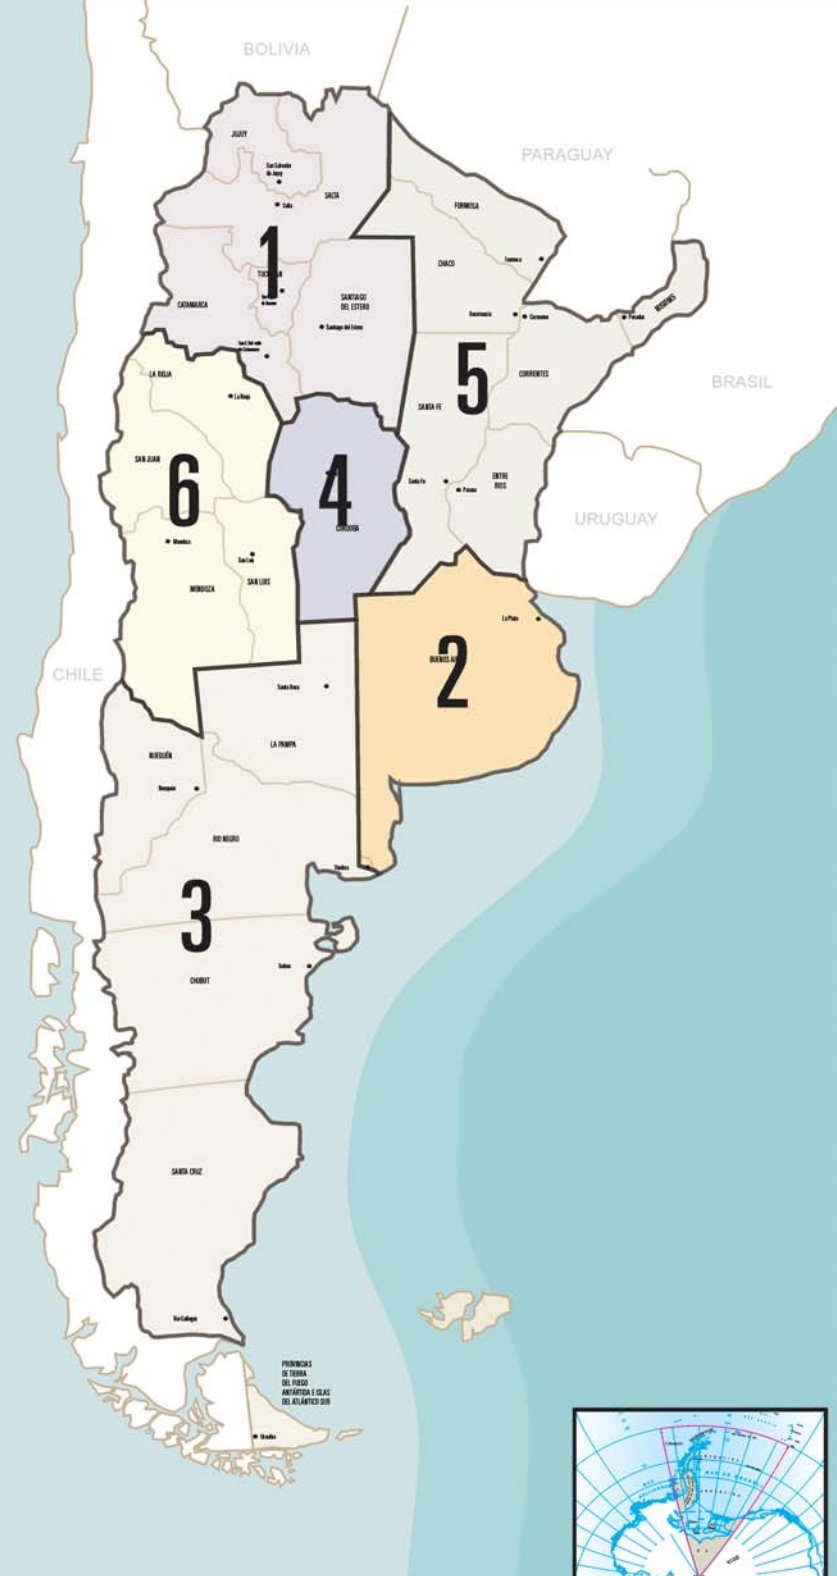 BOLIVIA
PARAGUAY
JUJUY
San Salvador
de Jujuy
SALTA
Salta
FORMOSA
1
CHACO
Formosa
CATAMARCA
SANTIAGO
DEL ESTERO
MISIONES
Resistencia
Corrientes
Posadas
Santiago del Estero
LA RIOJA
CORRIENTES
BRASIL
5
La Rioja
SANTA FE
SAN JUAN
6
4
Santa Fe
Parana
ENTRE
RIOS
URUGUAY
CORDOBA
Mendoza
San Luis
SAN LUIS
MENDOZA
La Plata
2
CHILE
Santa Rosa
LA PAMPA
NUEQUÉN
Neuquén
RIO NEGRO
Viedma
3
CHUBUT
SANTA CRUZ
Rio Gallegos
PROVINCIAS
DE TIERRA
DEL FUEGO
ANTÁRTIDA E ISLAS
DEL ATLÁNTICO SUR
Ushuaia